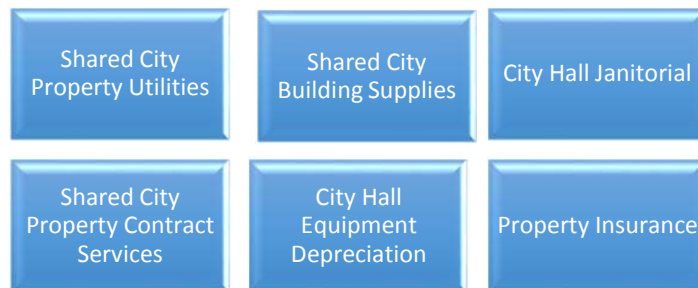 Shared City
Property Utilities
Shared City
Building Supplies
City Hall Janitorial
Shared City
Property Contract
Services
City Hall
Equipment
Depreciation
Property Insurance